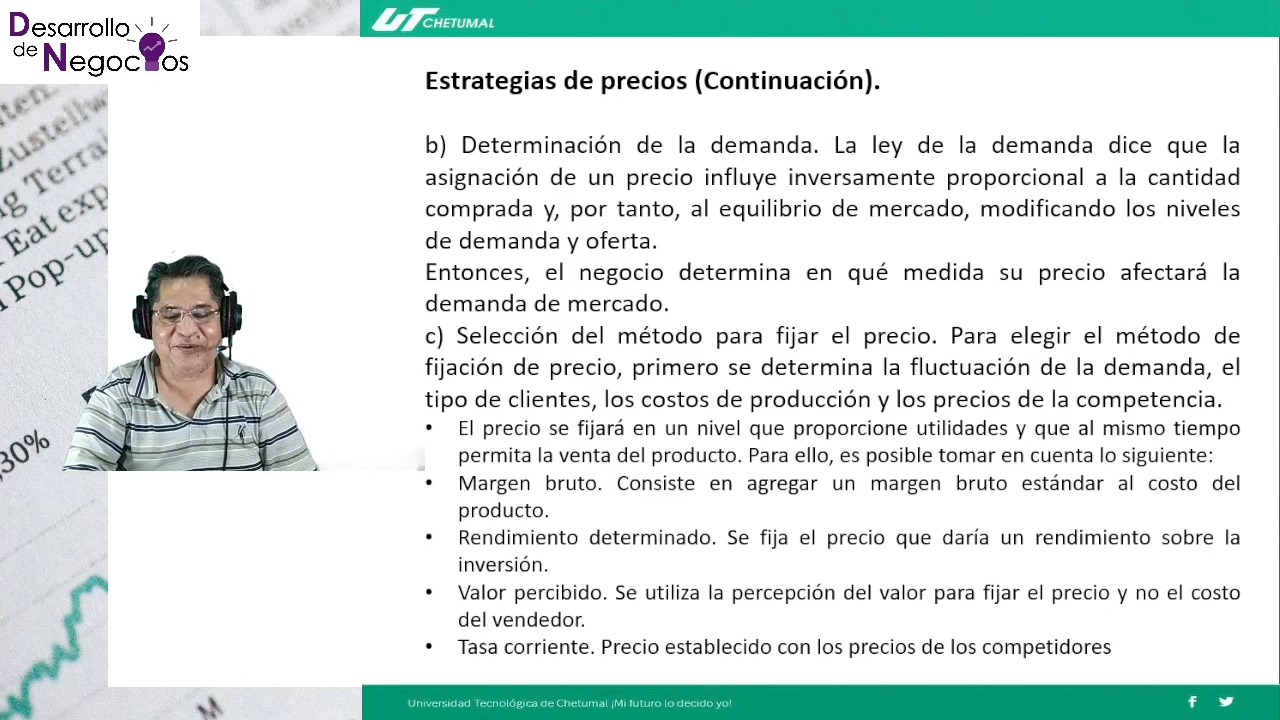 Desarrollo
de
Negocios
UT CHETUMAL
Estrategias de precios (Continuación).
b) Determinación de la demanda. La ley de la demanda dice que la
asignación de un precio influye inversamente proporcional a la cantidad
comprada y, por tanto, al equilibrio de mercado, modificando los niveles
de demanda y oferta.
Entonces, el negocio determina en qué medida su precio afectará la
demanda de mercado.
c) Selección del método para fijar el precio. Para elegir el método de
fijación de precio, primero se determina la fluctuación de la demanda, el
tipo de clientes, los costos de producción y los precios de la competencia.
• El precio se fijará en un nivel que proporcione utilidades y que al mismo tiempo
permita la venta del producto. Para ello, es posible tomar en cuenta lo siguiente:
• Margen bruto. Consiste en agregar un margen bruto estándar al costo del
producto.
• Rendimiento determinado. Se fija el precio que daría un rendimiento sobre la
inversión.
• Valor percibido. Se utiliza la percepción del valor para fijar el precio y no el costo
del vendedor.
• Tasa corriente. Precio establecido con los precios de los competidores
Zustell
ng Terra
Eat exp
Pop-up
,30%
M
Universidad Tecnológica de Chetumal ¡Mi futuro lo decido yo!